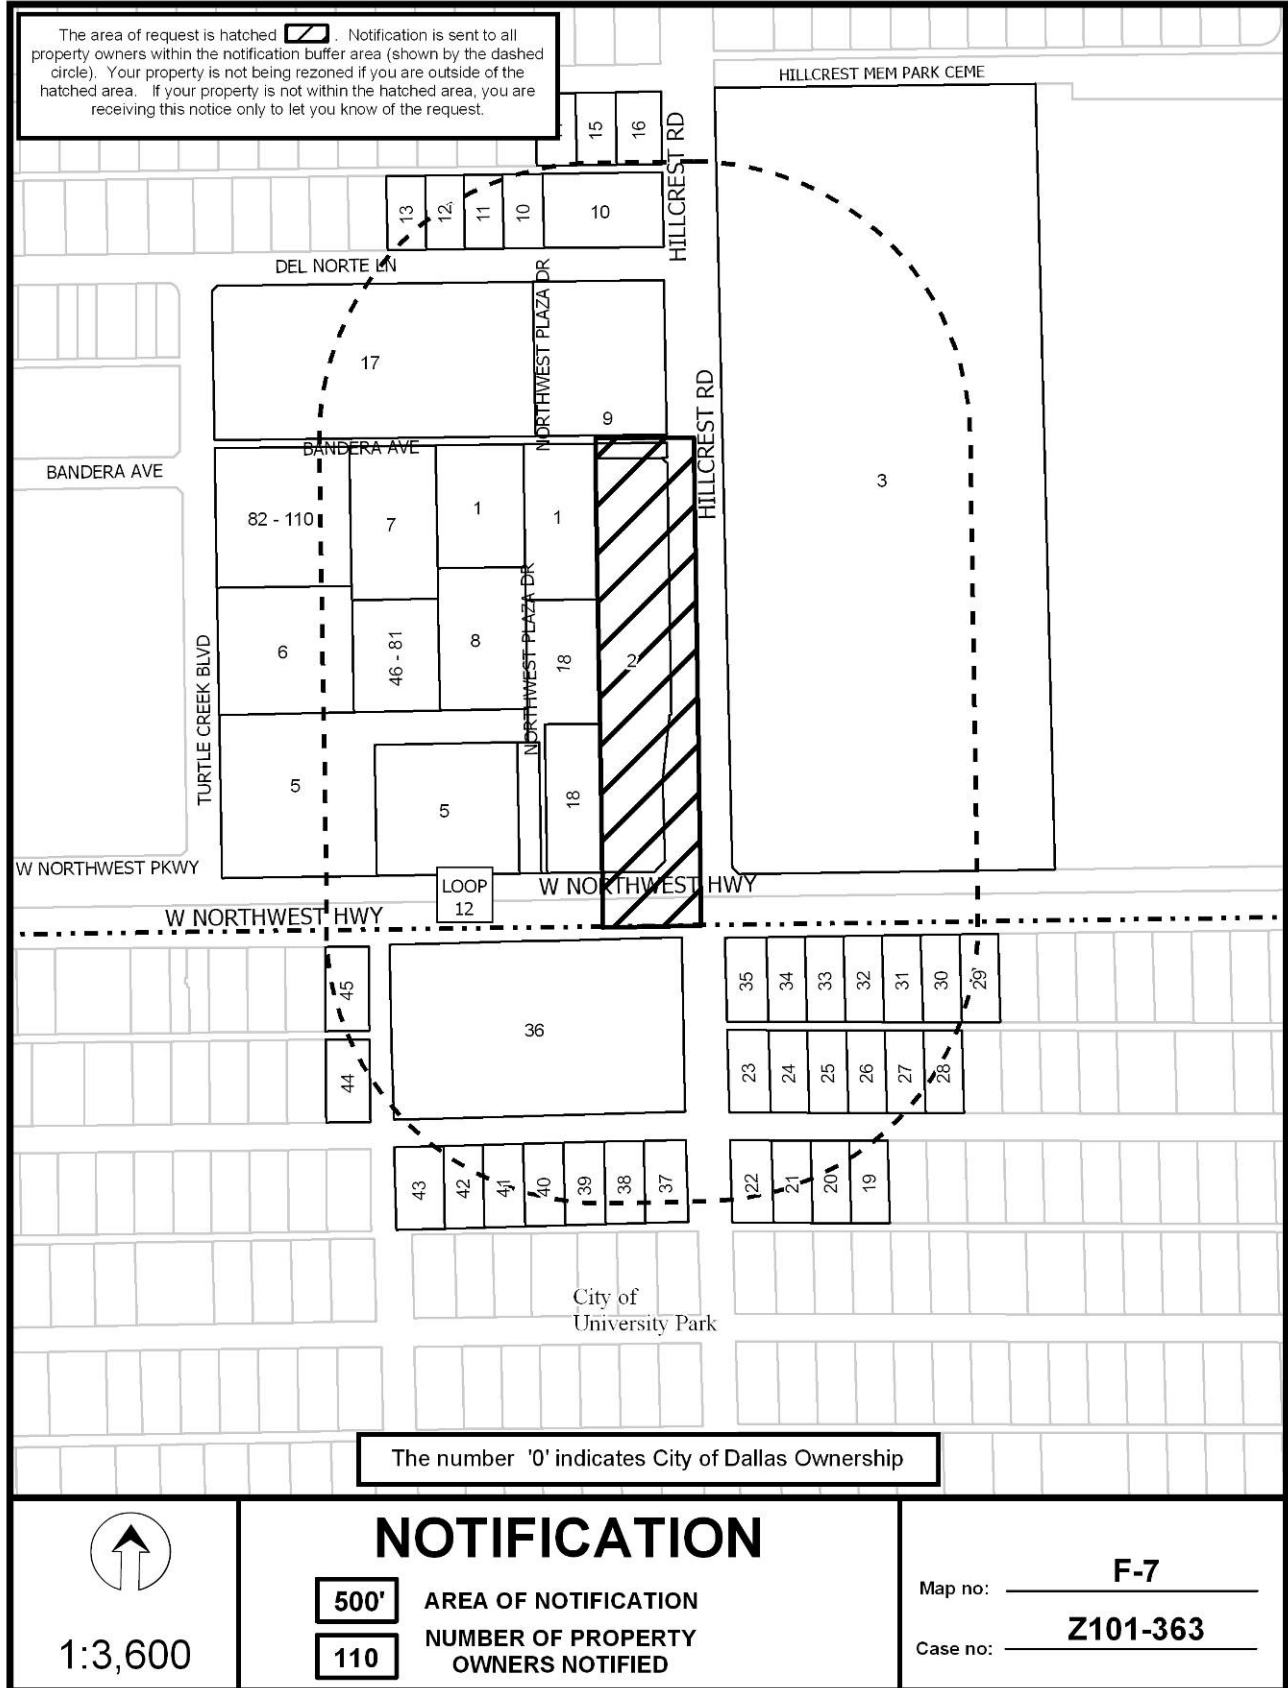 The area of request is hatched . Notification is sent to all
property owners within the notification buffer area (shown by the dashed
circle). Your property is not being rezoned if you are outside of the
hatched area. If your property is not within the hatched area, you are
receiving this notice only to let you know of the request.
HILLCREST MEM PARK CEME
15
16
HILLCREST RD
13
12
11
10
10
DEL NORTE LN
NORTHWEST PLAZA DR
17
9
HILLCREST RD
BANDERA AVE
BANDERA AVE
3
82 - 110
7
1
1
NORTHWEST PLAZA DR
TURTLE CREEK BLVD
6
46 - 81
8
18
2
5
5
18
W NORTHWEST PKWY
LOOP
12
W NORTHWEST HWY
W NORTHWEST HWY
45
36
35
34
33
32
31
30
29
44
23
24
25
26
27
28
43
42
41
40
39
38
37
22
21
20
19
City of
University Park
The number '0' indicates City of Dallas Ownership
1:3,600
NOTIFICATION
500' AREA OF NOTIFICATION
110 NUMBER OF PROPERTY
OWNERS NOTIFIED
Map no: F-7
Case no: Z101-363